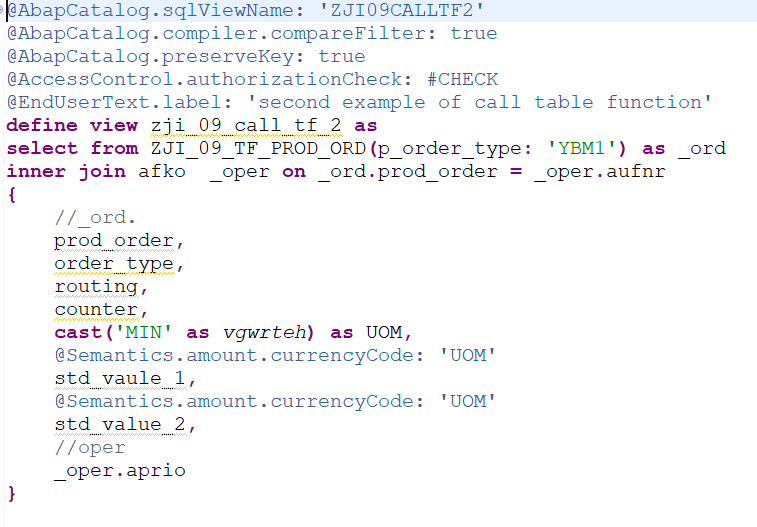 @AbapCatalog.sqlViewName: 'ZJI09CALLTF2'
@AbapCatalog.compiler.compareFilter: true
@AbapCatalog.preserveKey: true
@AccessControl.authorizationCheck: #CHECK
@EndUserText.label: 'second example of call table function'
define view zji_09_call_tf_2 as
select from ZJI_09_TF_PROD_ORD(p_order_type: 'YBM1') as _ord
inner join afko  _oper on _ord.prod_order = _oper.aufnr
{
    //_ord.
    prod_order,
    order_type,
    routing,
    counter,
    cast('MIN' as vgwrteh) as UOM,
    @Semantics.amount.currencyCode: 'UOM'
    std_vaule_1,
    @Semantics.amount.currencyCode: 'UOM'
    std_value_2,
    //oper
    _oper.aprio
}